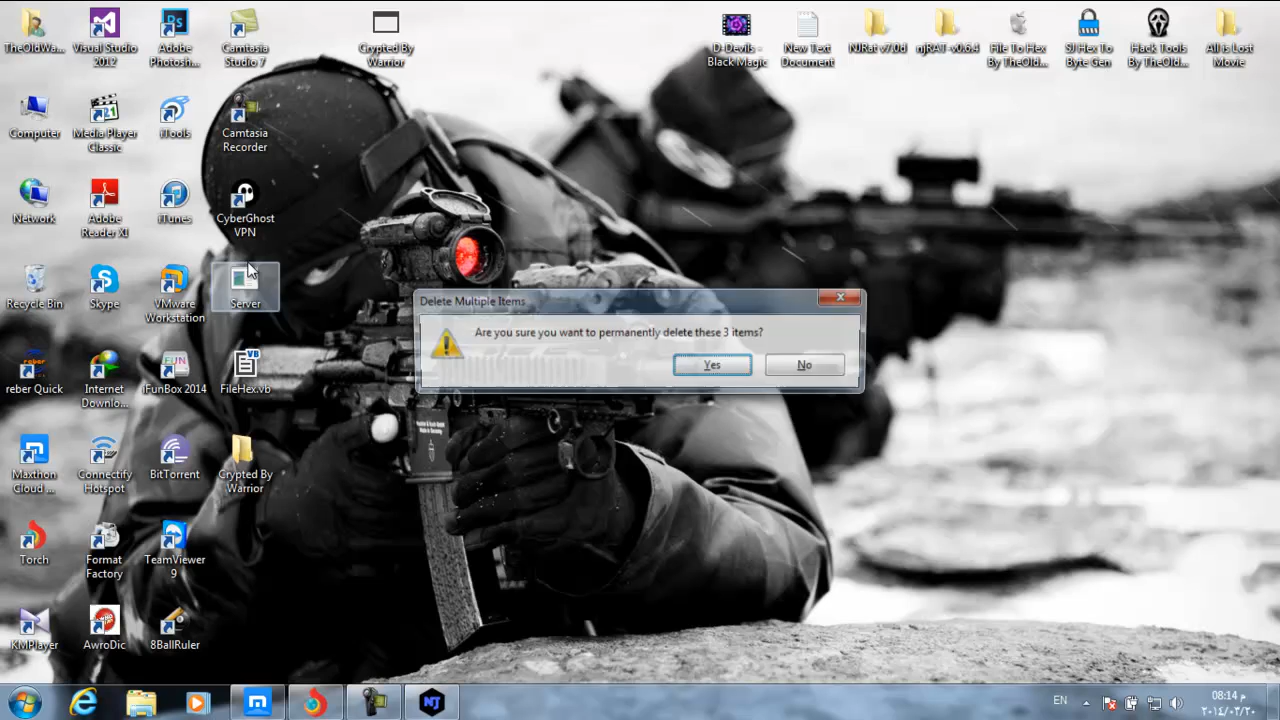 TheOldWa...
Visual Studio
2012
Adobe
Photosh...
Camtasia
Studio 7
Crypted By
Warrior
D-Devils -
Black Magic
New Text
Document
NJRat v7.0d
njRAT-v0.6.4
File To Hex
By TheOld...
SJ Hex To
Byte Gen
Hack Tools
By TheOld...
All is Lost
Movie
Computer
Media Player
Classic
iTools
Camtasia
Recorder
Network
Adobe
Reader XI
iTunes
CyberGhost
VPN
Recycle Bin
Skype
VMware
Workstation
Server
Delete Multiple Items
Are you sure you want to permanently delete these 3 items?
Yes
No
reber Quick
Internet
Downlo...
iFunBox 2014
FileHex.vb
Maxthon
Cloud ...
Connectify
Hotspot
BitTorrent
Crypted By
Warrior
Torch
Format
Factory
TeamViewer
9
KMPlayer
AwroDic
8BallRuler
EN
08:14 م
٢٠١٤/٠٣/٢٠